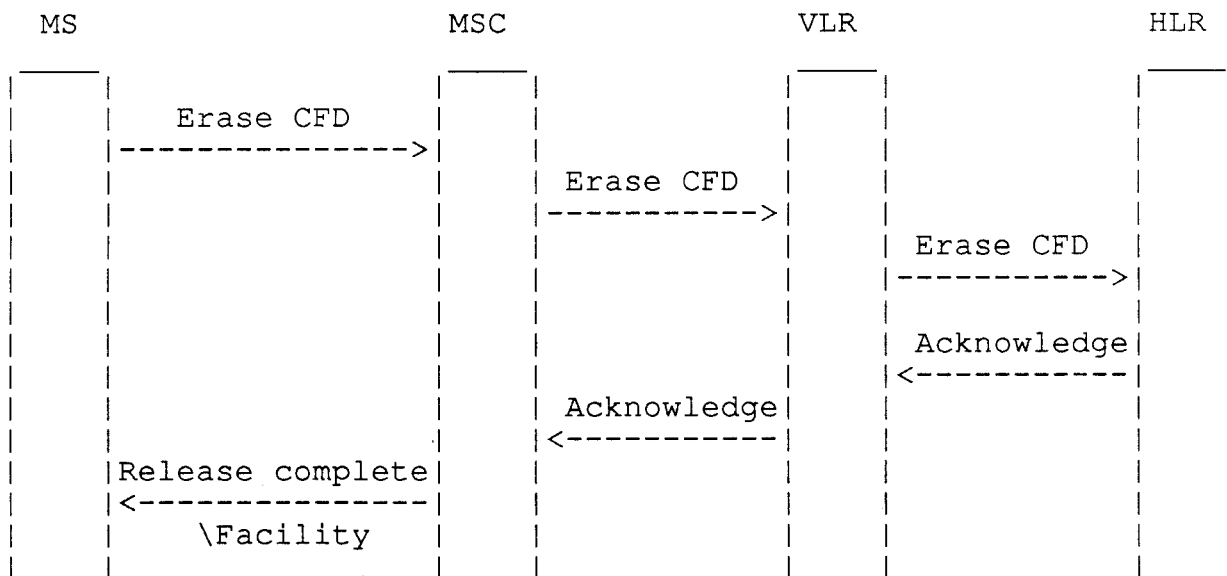 MS MSC VLR HLR
Erase CFD
Erase CFD
Erase CFD
Acknowledge
Acknowledge
Release complete
\Facility